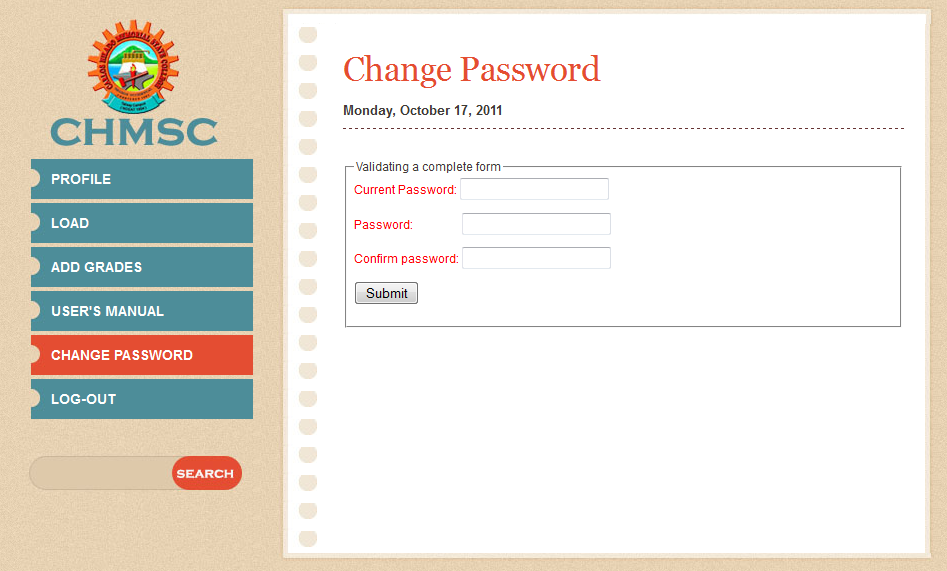 CARLOS HILADO MEMORIAL STATE COLLEGE
CHMSC
PROFILE
LOAD
ADD GRADES
USER'S MANUAL
CHANGE PASSWORD
LOG-OUT
SEARCH
Change Password
Monday, October 17, 2011
Validating a complete form
Current Password:
Password:
Confirm password:
Submit